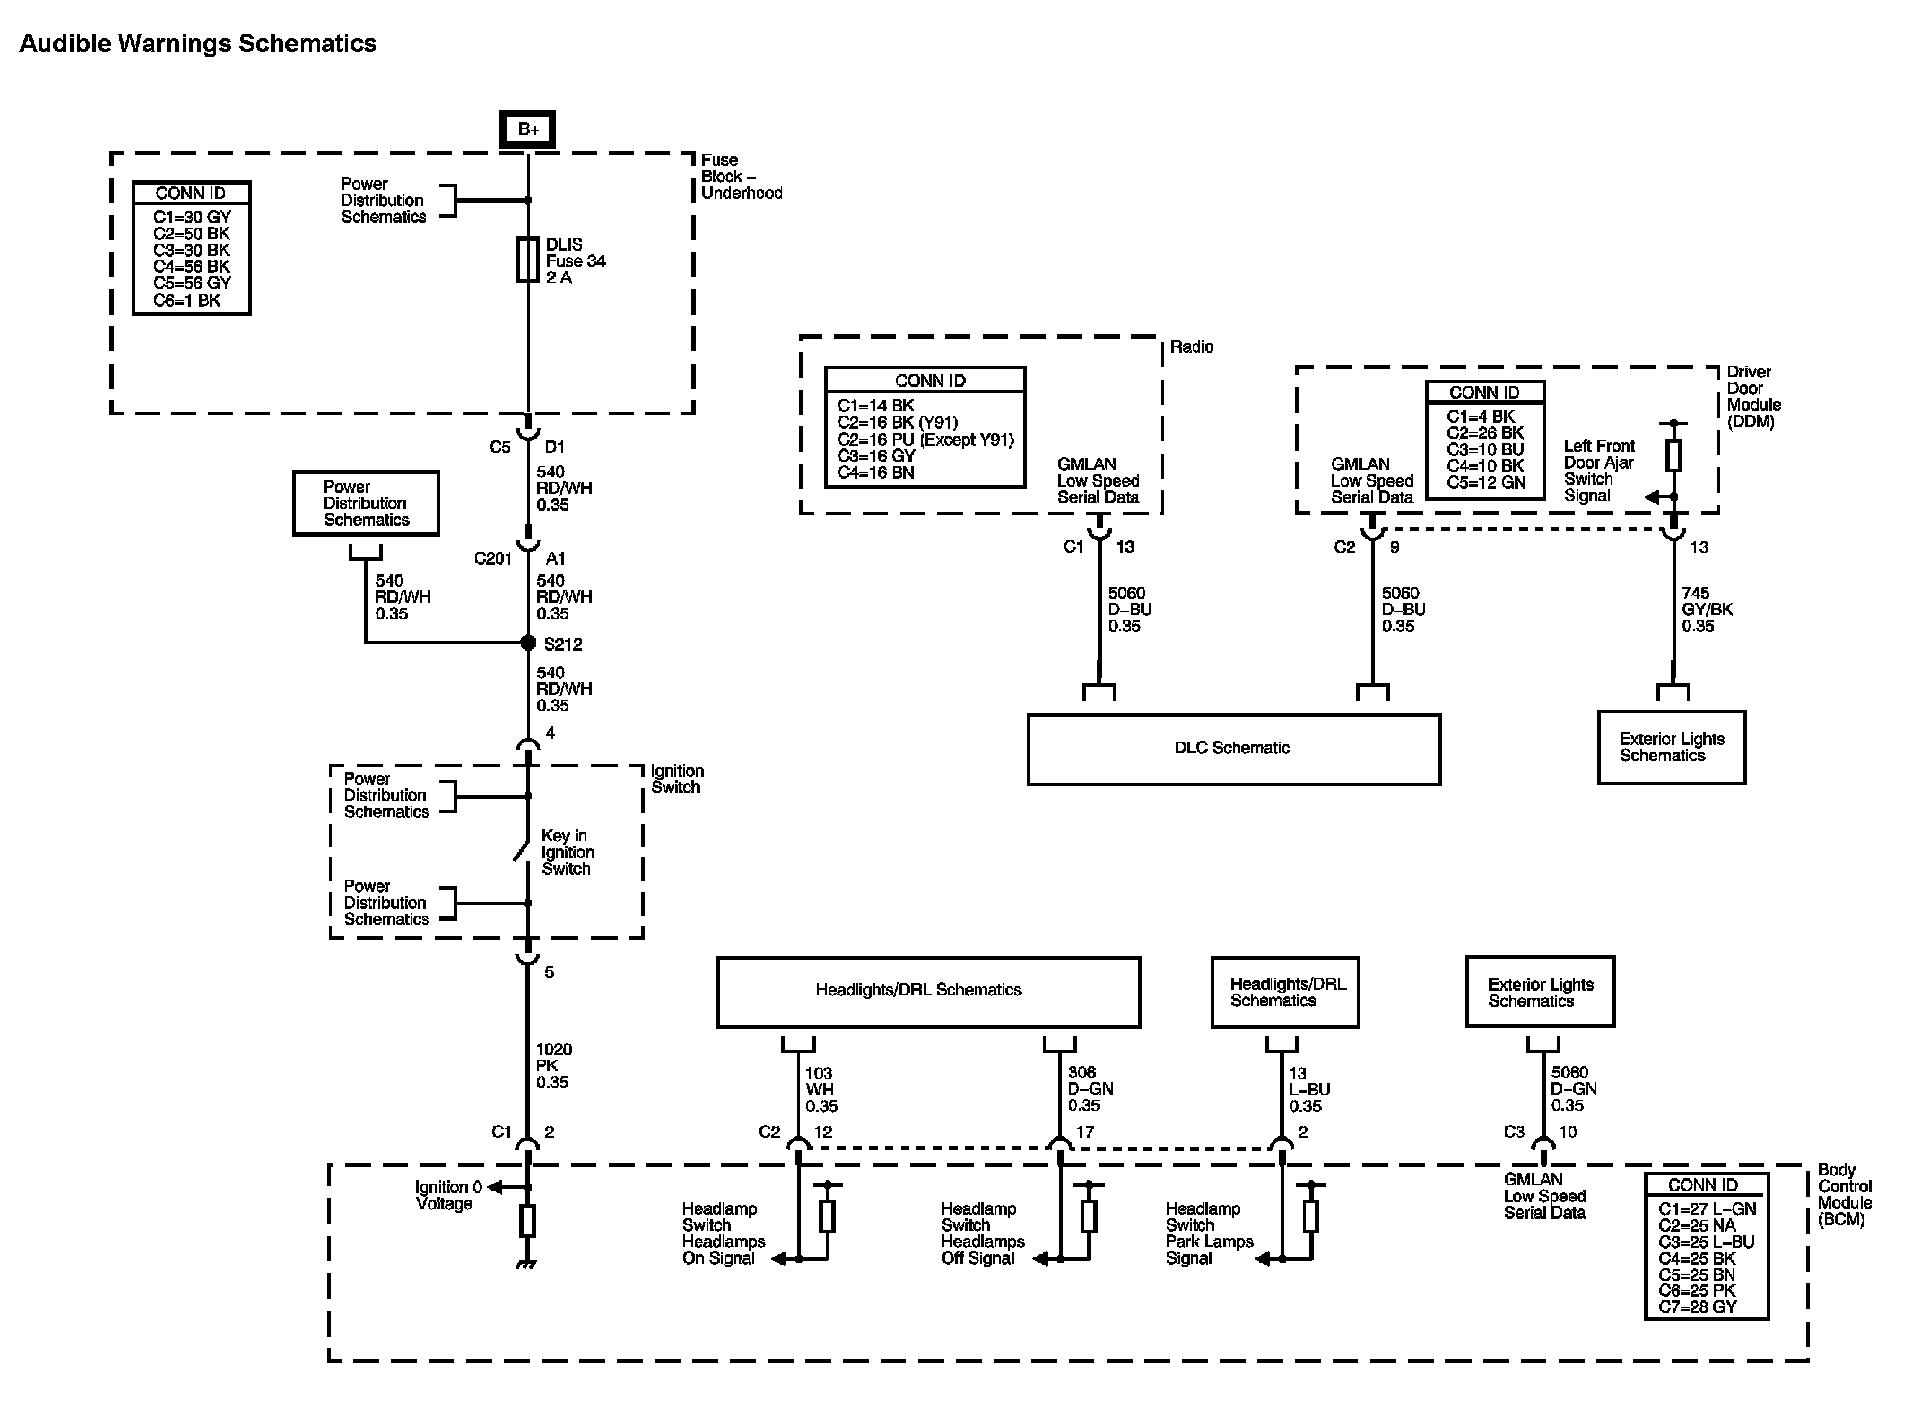 Audible Warnings Schematics
B+
Fuse
Block –
Underhood
CONN ID
C1=30 GY
C2=50 BK
C3=30 BK
C4=56 BK
C5=56 GY
C6=1 BK
Power
Distribution
Schematics
DLIS
Fuse 34
2 A
C5
D1
540
RD/WH
0.35
Power
Distribution
Schematics
540
RD/WH
0.35
C201
A1
540
RD/WH
0.35
S212
540
RD/WH
0.35
4
Ignition
Switch
Power
Distribution
Schematics
Key in
Ignition
Switch
Power
Distribution
Schematics
5
1020
PK
0.35
C1
2
Radio
CONN ID
C1=14 BK
C2=16 BK (Y91)
C2=16 PU (Except Y91)
C3=16 GY
C4=16 BN
GMLAN
Low Speed
Serial Data
C1
13
5060
D–BU
0.35
Driver
Door
Module
(DDM)
CONN ID
C1=4 BK
C2=26 BK
C3=10 BU
C4=10 BK
C5=12 GN
GMLAN
Low Speed
Serial Data
Left Front
Door Ajar
Switch
Signal
C2
9
13
5060
D–BU
0.35
745
GY/BK
0.35
DLC Schematic
Exterior Lights
Schematics
Headlights/DRL Schematics
Headlights/DRL
Schematics
Exterior Lights
Schematics
103
WH
0.35
306
D–GN
0.35
13
L–BU
0.35
5060
D–GN
0.35
C2
12
17
2
C3
10
Body
Control
Module
(BCM)
Ignition 0
Voltage
Headlamp
Switch
Headlamps
On Signal
Headlamp
Switch
Headlamps
Off Signal
Headlamp
Switch
Park Lamps
Signal
GMLAN
Low Speed
Serial Data
CONN ID
C1=27 L–GN
C2=25 NA
C3=25 L–BU
C4=25 BK
C5=25 BN
C6=25 PK
C7=28 GY